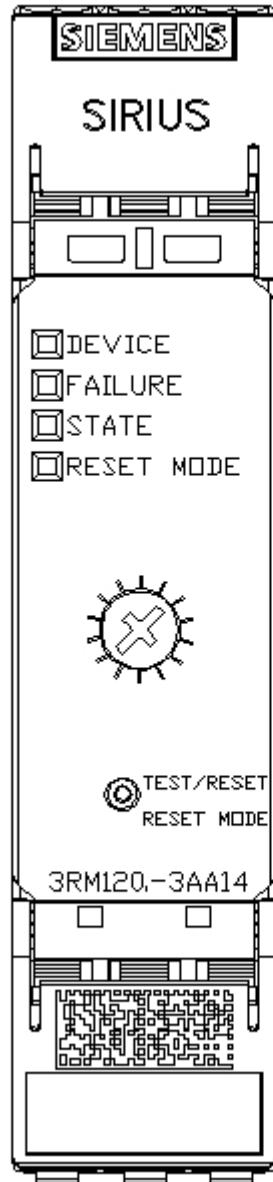 SIEMENS
SIRIUS
DEVICE
FAILURE
STATE
RESET MODE
TEST/RESET
RESET MODE
3RM120.-3AA14